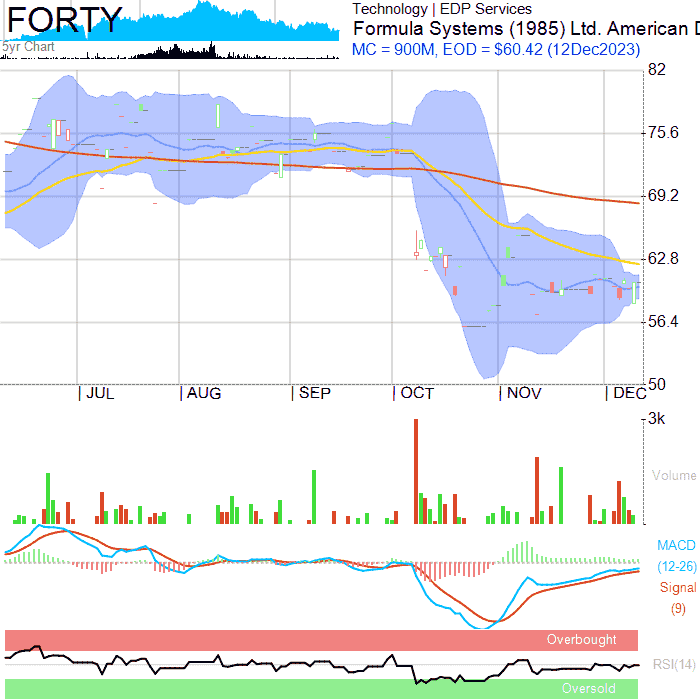 FORTY
5yr Chart
Technology | EDP Services
Formula Systems (1985) Ltd. American D
MC = 900M, EOD = $60.42 (12Dec2023)
82
75.6
69.2
62.8
56.4
50
| JUL | AUG | SEP | OCT | NOV | DEC
3k
Volume
MACD
(12-26)
Signal
(9)
Overbought
RSI(14)
Oversold